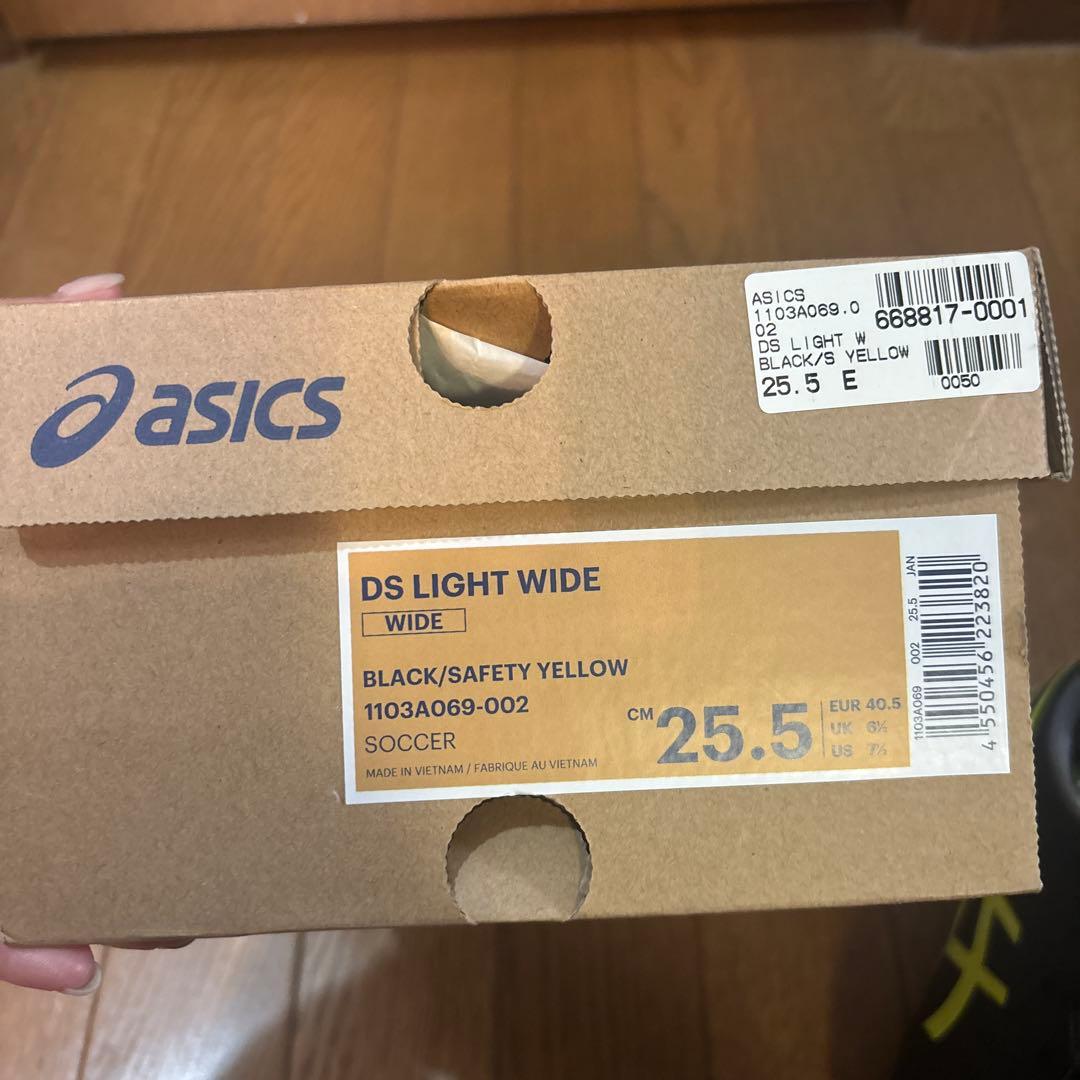 asics
ASICS
1103A069.0
02
668817-0001
DS LIGHT W
BLACK/S YELLOW
25.5 E
0050
DS LIGHT WIDE
WIDE
BLACK/SAFETY YELLOW
1103A069-002
SOCCER
MADE IN VIETNAM / FABRIQUE AU VIETNAM
CM 25.5
EUR 40.5
UK 6½
US 7½
1103A069 002 25.5 JAN
4 550456 223820